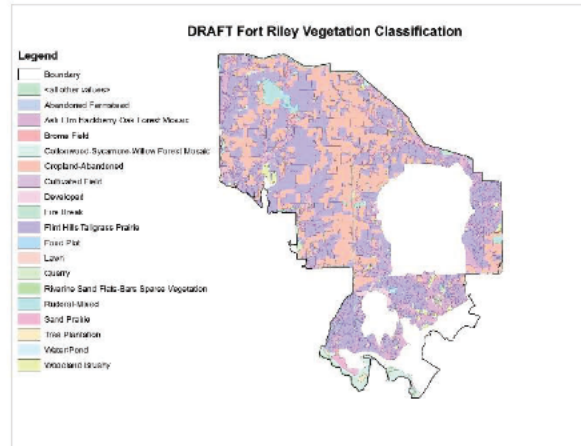 DRAFT Fort Riley Vegetation Classification
Legend
Boundary
<all other values>
Abandoned Farmstead
Ash Elm Hackberry Oak Forest Mosaic
Brome Field
Cottonwood-Sycamore-Willow Forest Mosaic
Cropland-Abandoned
Cultivated Field
Developed
Fire Break
Flint Hills Tallgrass Prairie
Food Plot
Lawn
Quarry
Riverine Sand Flats-Bars Sparse Vegetation
Ruderal-Mixed
Sand Prairie
Tree Plantation
Water/Pond
Woodland